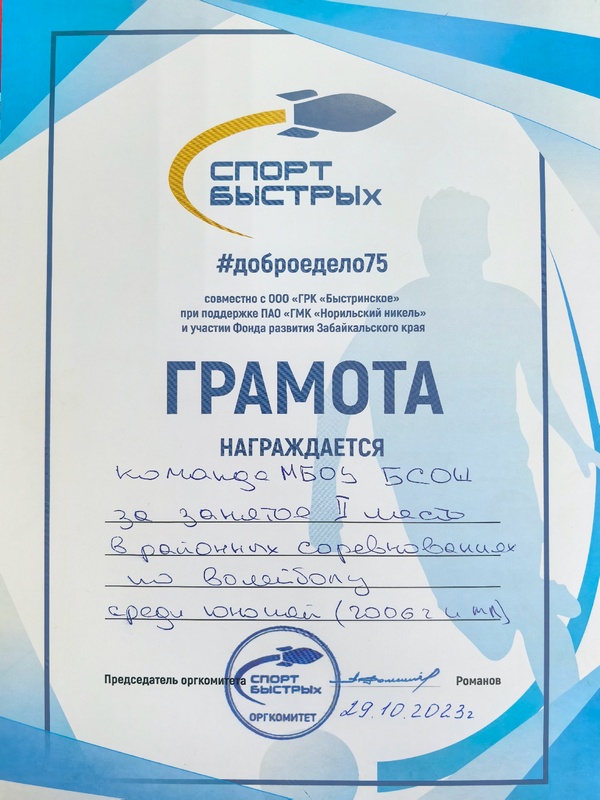 СПОРТ
БЫСТРЫХ
#доброедело75
совместно с ООО «ГРК «Быстринское»
при поддержке ПАО «ГМК «Норильский никель»
и участии Фонда развития Забайкальского края
ГРАМОТА
НАГРАЖДАЕТСЯ
команда МБОУ БСОШ
за занятое II место
в районных соревнованиях
по волейболу
среди юношей (2006г и мл)
Председатель оргкомитета Романов
СПОРТ
БЫСТРЫХ
ОРГКОМИТЕТ
29.10.2023г